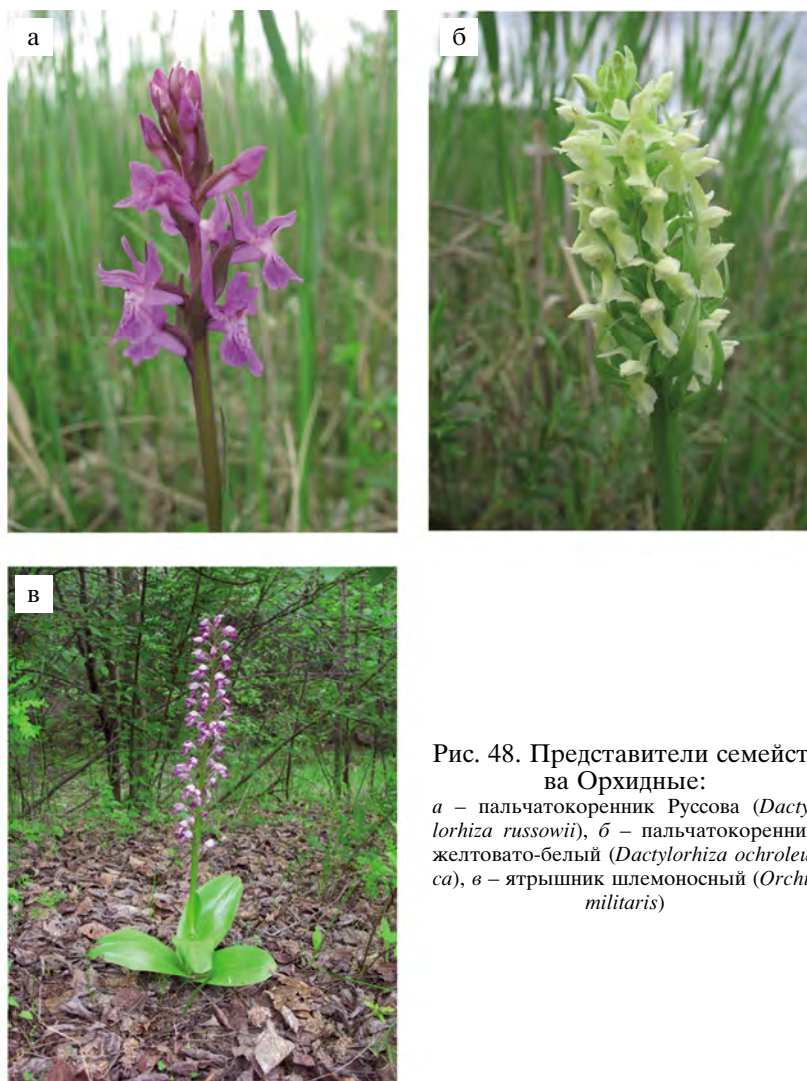 а
б
в
Рис. 48. Представители семейст-
ва Орхидные:
а – пальчатокоренник Руссова (Dacty
lorhiza russowii), б – пальчатокоренни
желтовато-белый (Dactylorhiza ochroleu
ca), в – ятрышник шлемоносный (Orchi
militaris)